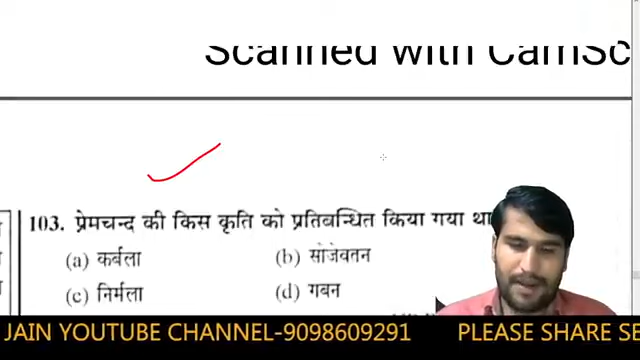 Scanned with CamSc
103. प्रेमचन्द की किस कृति को प्रतिबन्धित किया गया था
(a) कर्बला (b) सोजेवतन
(c) निर्मला (d) गबन
JAIN YOUTUBE CHANNEL-9098609291 PLEASE SHARE SE